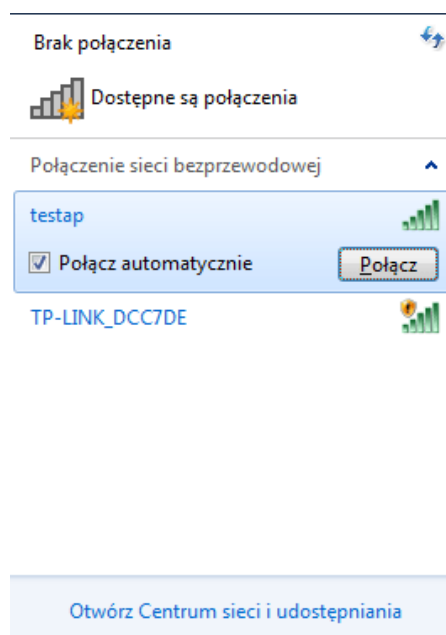 Brak połączenia
Dostępne są połączenia
Połączenie sieci bezprzewodowej
testap
Połącz automatycznie
Połącz
TP-LINK_DCC7DE
Otwórz Centrum sieci i udostępniania